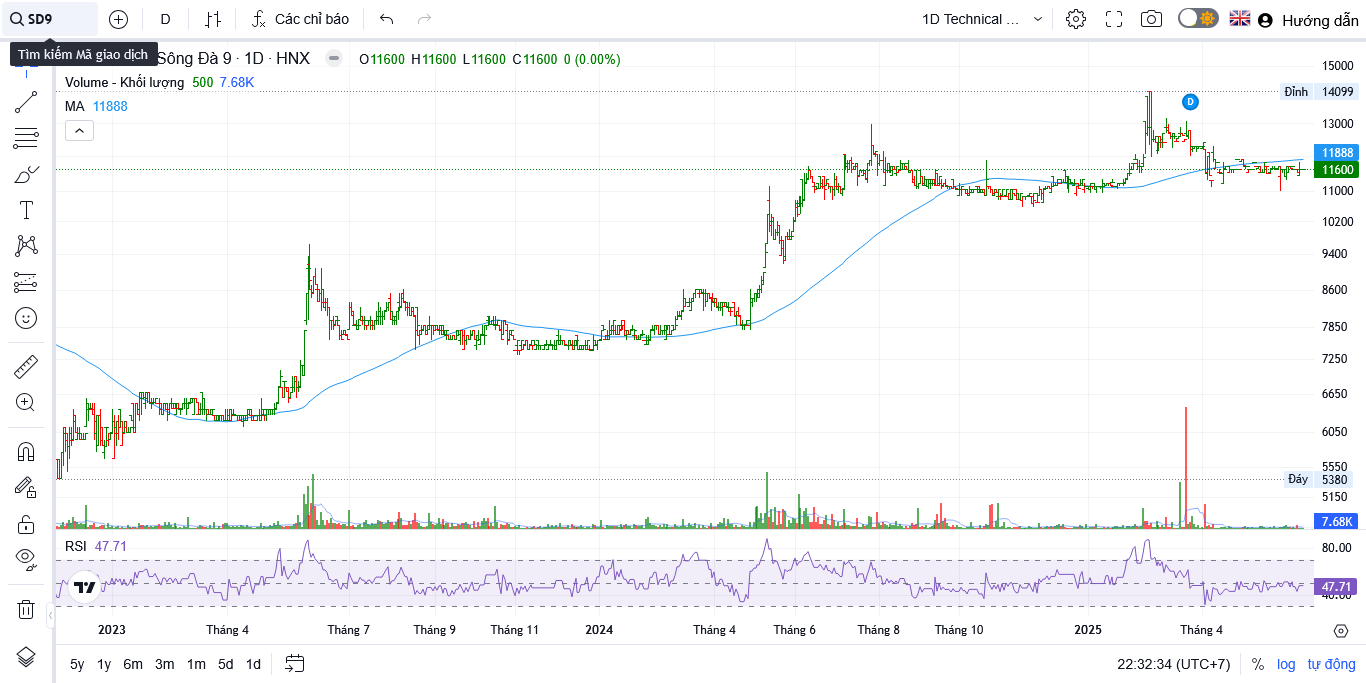 SD9 D Các chỉ báo 1D Technical ... Hướng dẫn
Tìm kiếm Mã giao dịch
Sông Đà 9 · 1D · HNX O11600 H11600 L11600 C11600 0 (0.00%)
Volume - Khối lượng 500 7.68K
MA 11888
15000
Đỉnh 14099
D
13000
11888
11600
11000
10200
9400
8600
7850
7250
6650
6050
5550
Đáy 5380
5150
7.68K
RSI 47.71
80.00
47.71
40.00
2023 Tháng 4 Tháng 7 Tháng 9 Tháng 11 2024 Tháng 4 Tháng 6 Tháng 8 Tháng 10 2025 Tháng 4
5y 1y 6m 3m 1m 5d 1d 22:32:34 (UTC+7) % log tự động